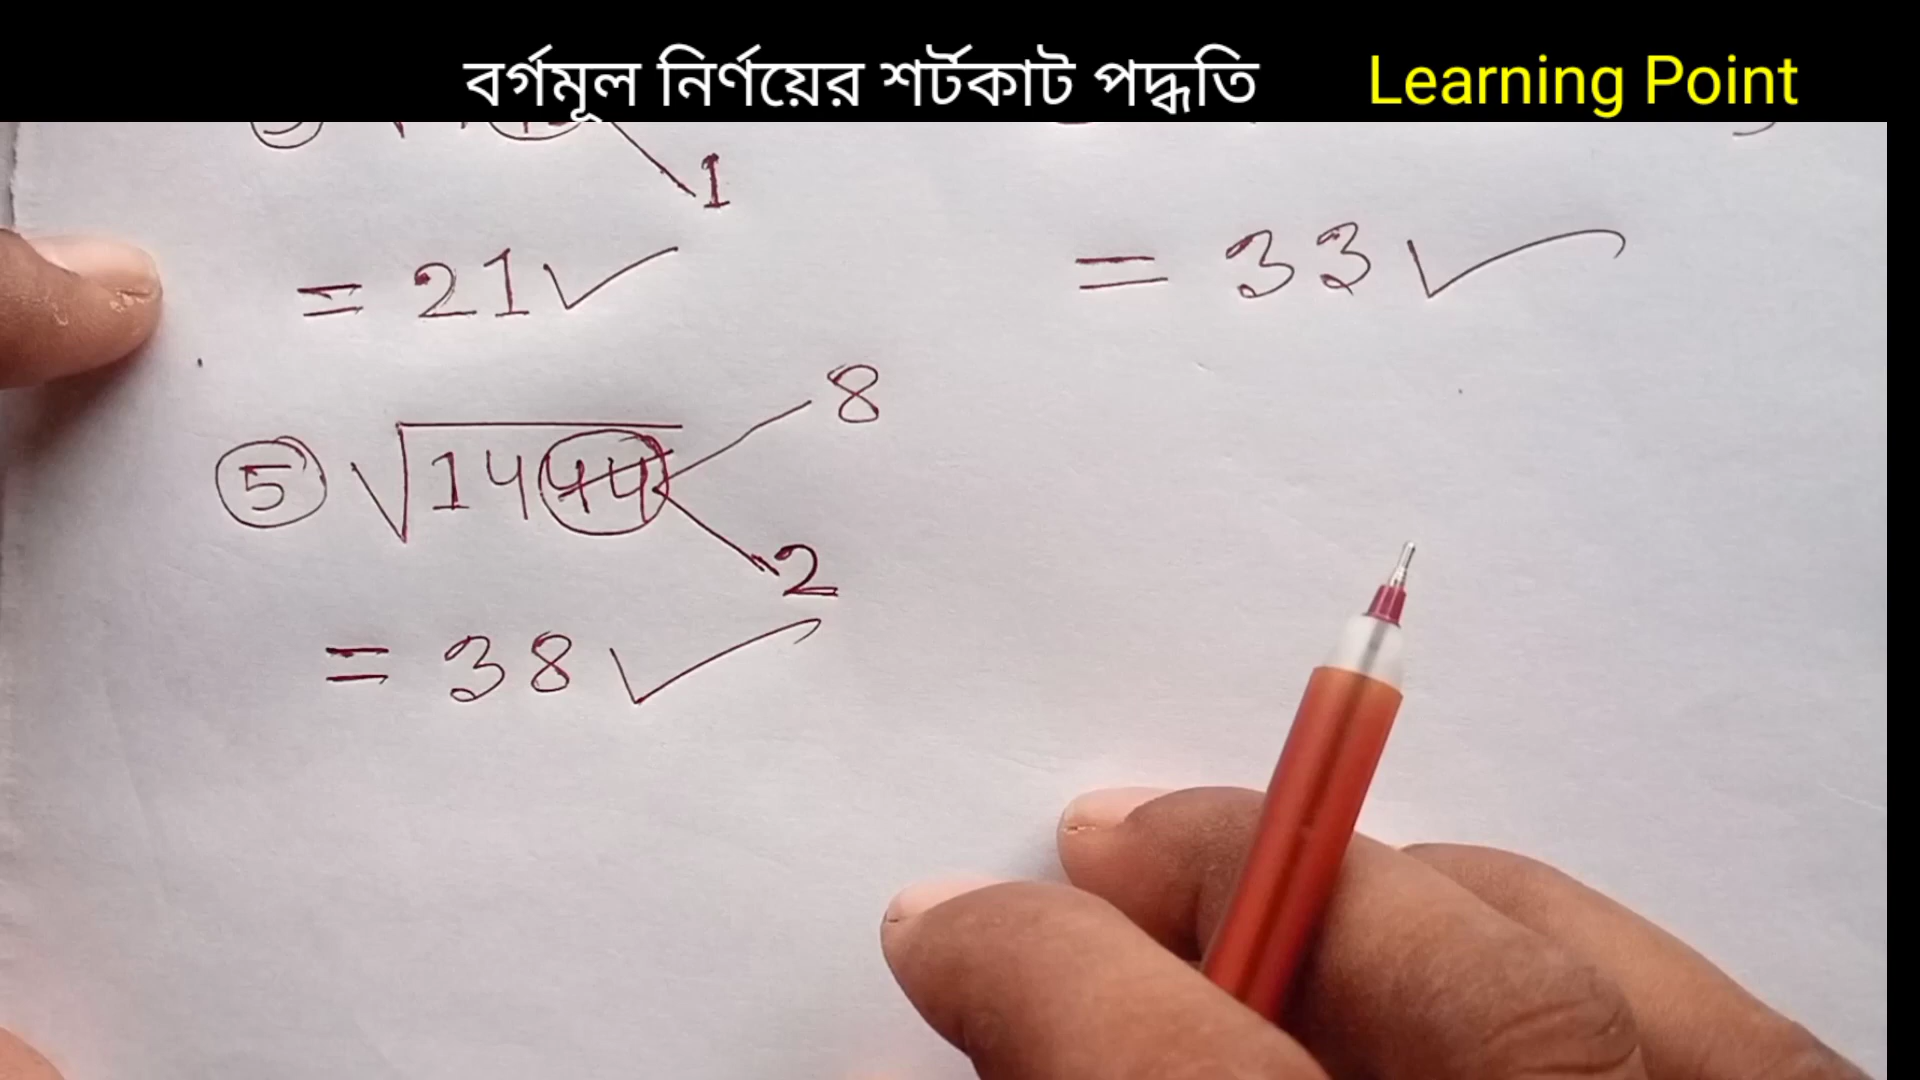 বর্গমূল নির্ণয়ের শর্টকাট পদ্ধতি Learning Point
1
= 21 ✓
= 33 ✓
8
⑤ √1444
2
= 38 ✓